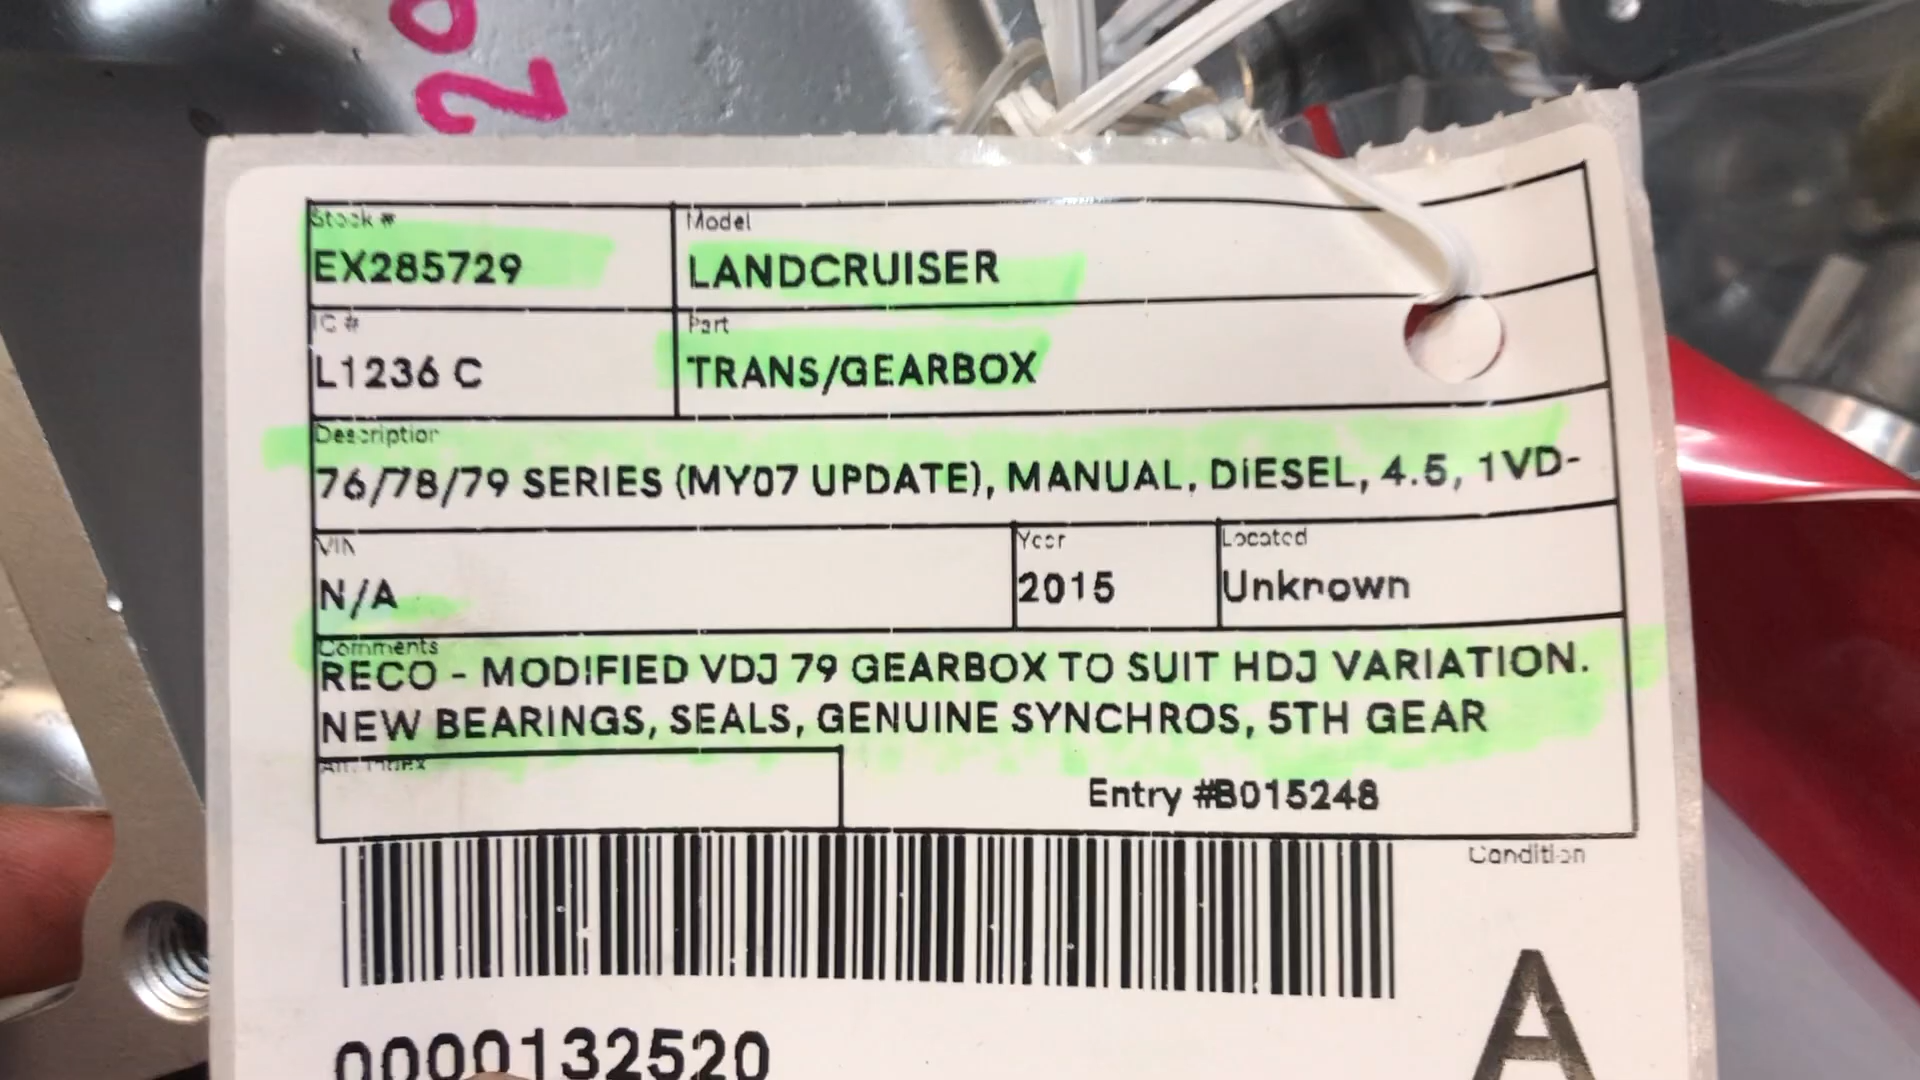 29
Stock # Model
EX285729 LANDCRUISER
IC # Part
L1236 C TRANS/GEARBOX
Description
76/78/79 SERIES (MY07 UPDATE), MANUAL, DIESEL, 4.5, 1VD-
VIN Year Located
N/A 2015 Unknown
Comments
RECO - MODIFIED VDJ 79 GEARBOX TO SUIT HDJ VARIATION.
NEW BEARINGS, SEALS, GENUINE SYNCHROS, 5TH GEAR
Entry #B015248
Condition
A
0000132520